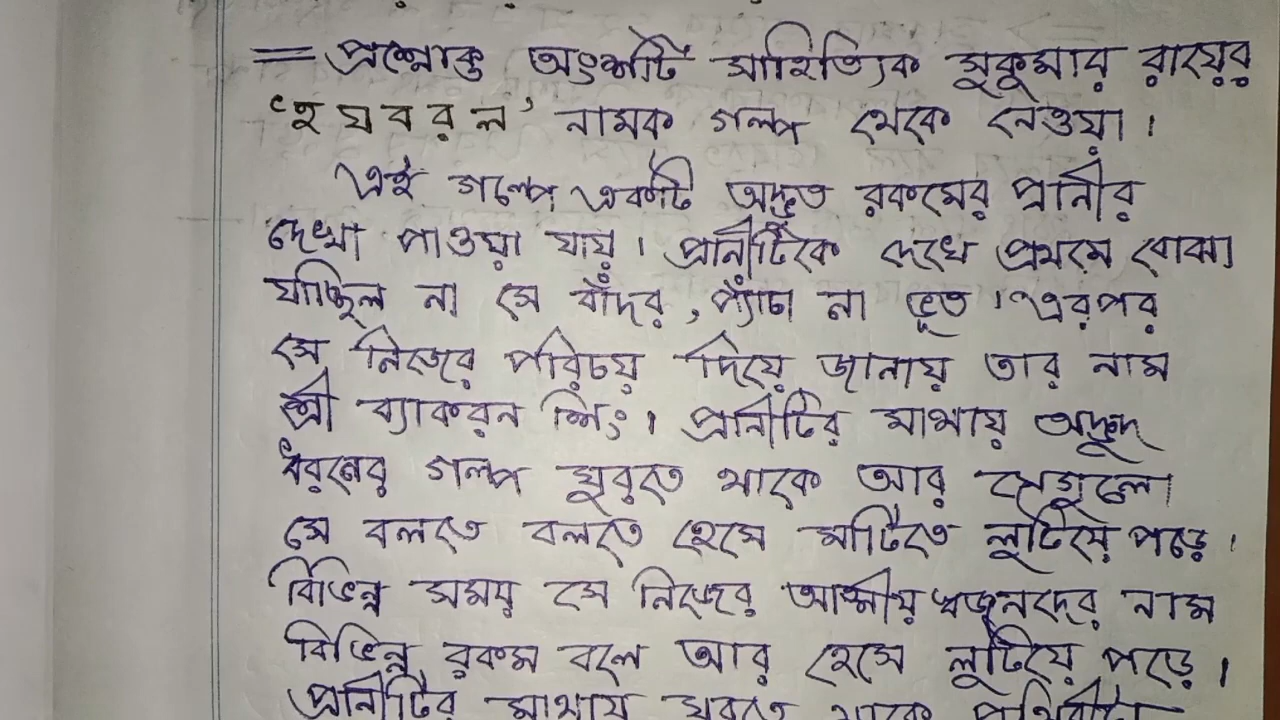 = প্রশ্নোক্ত অংশটি সাহিত্যিক সুকুমার রায়ের
'হ য ব র ল' নামক গল্প থেকে নেওয়া।
এই গল্পে একটি অদ্ভুত রকমের প্রানীর
দেখা পাওয়া যায়। প্রানীটিকে দেখে প্রথমে বোঝা
যাচ্ছিল না সে বাঁদর, প্যাঁচা না ভূত। এরপর
সে নিজের পরিচয় দিয়ে জানায় তার নাম
শ্রী ব্যাকরন শিং। প্রানীটির মাথায় অদ্ভুদ
ধরনের গল্প ঘুরতে থাকে আর সেগুলো
সে বলতে বলতে হেসে মাটিতে লুটিয়ে পড়ে।
বিভিন্ন সময় সে নিজের আত্মীয় স্বজনদের নাম
বিভিন্ন রকম বলে আর হেসে লুটিয়ে পড়ে।
প্রানীটির মাথায় ঘুরতে থাকে